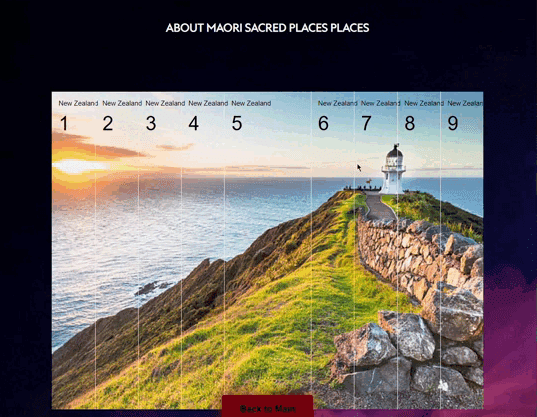 ABOUT MAORI SACRED PLACES PLACES
New Zealand New Zealand New Zealand New Zealand New Zealand New Zealand New Zealand New Zealand New Zealand
1 2 3 4 5 6 7 8 9
Back to Maps